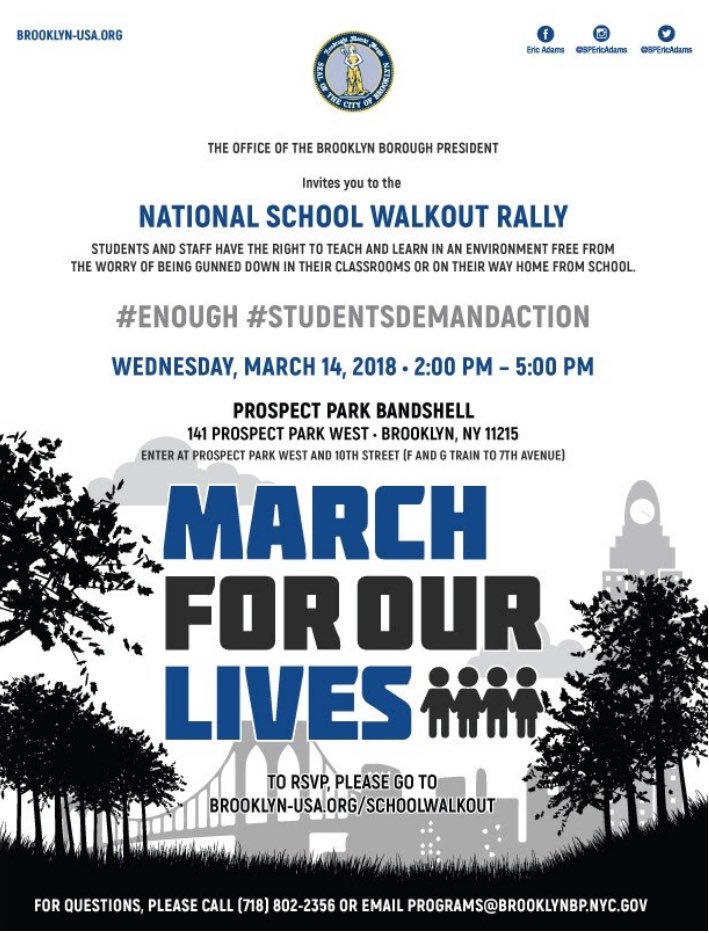 BROOKLYN-USA.ORG
Eric Adams @BPEricAdams @BPEricAdams
SEAL OF THE CITY OF BROOKLYN
THE OFFICE OF THE BROOKLYN BOROUGH PRESIDENT
Invites you to the
NATIONAL SCHOOL WALKOUT RALLY
STUDENTS AND STAFF HAVE THE RIGHT TO TEACH AND LEARN IN AN ENVIRONMENT FREE FROM
THE WORRY OF BEING GUNNED DOWN IN THEIR CLASSROOMS OR ON THEIR WAY HOME FROM SCHOOL.
#ENOUGH #STUDENTSDEMANDACTION
WEDNESDAY, MARCH 14, 2018 • 2:00 PM – 5:00 PM
PROSPECT PARK BANDSHELL
141 PROSPECT PARK WEST • BROOKLYN, NY 11215
ENTER AT PROSPECT PARK WEST AND 10TH STREET (F AND G TRAIN TO 7TH AVENUE)
MARCH
FOR OUR
LIVES
TO RSVP, PLEASE GO TO
BROOKLYN-USA.ORG/SCHOOLWALKOUT
FOR QUESTIONS, PLEASE CALL (718) 802-2356 OR EMAIL PROGRAMS@BROOKLYNBP.NYC.GOV